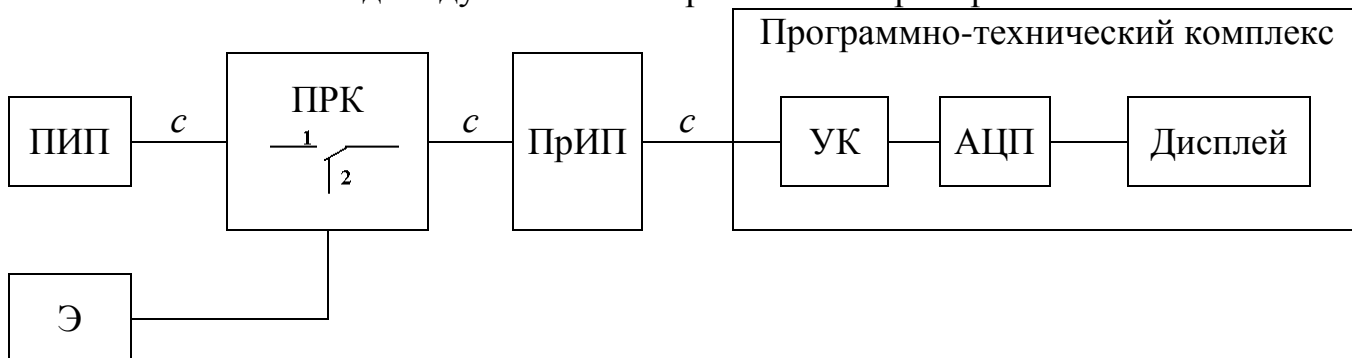 Программно-технический комплекс
ПРК
ПИП
с
1
2
с
ПрИП
с
УК
АЦП
Дисплей
Э